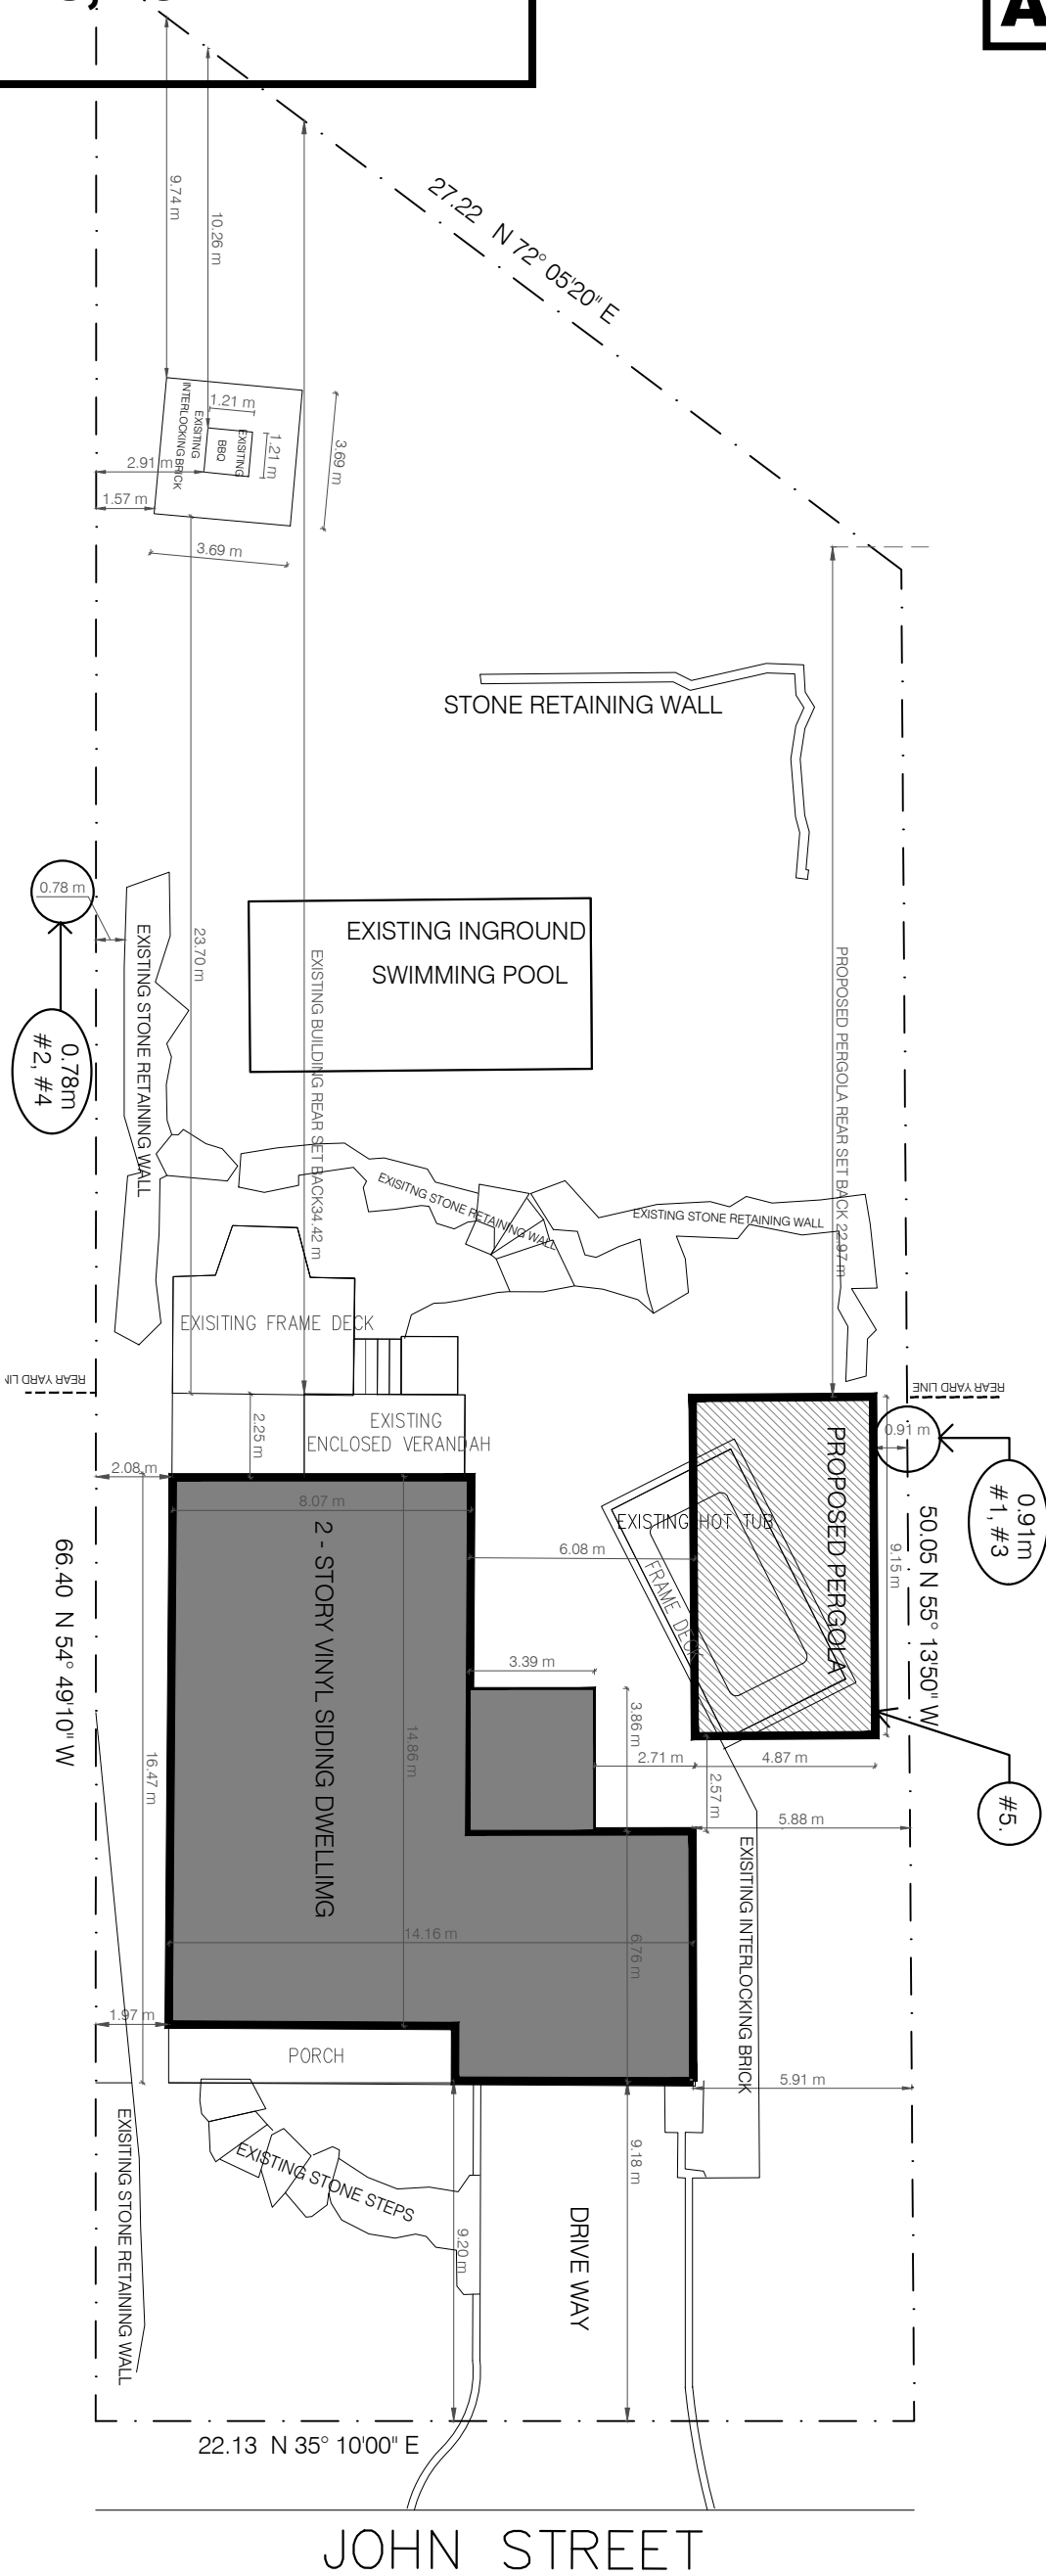 A
27.22 N 72° 05'20" E
9.74 m
10.26 m
1.21 m
EXISITING
INTERLOCKING BRICK
EXISITING
BBQ
1.21 m
3.69 m
2.91 m
1.57 m
3.69 m
STONE RETAINING WALL
0.78 m
0.78m
#2, #4
EXISTING STONE RETAINING WALL
23.70 m
EXISTING INGROUND
SWIMMING POOL
EXISTING BUILDING REAR SET BACK34.42 m
PROPOSED PERGOLA REAR SET BACK 22.97 m
EXISITNG STONE RETAINING WALL
EXISTING STONE RETAINING WALL
EXISITING FRAME DECK
REAR YARD LIN
REAR YARD LINE
EXISTING
ENCLOSED VERANDAH
2.25 m
2.08 m
0.91 m
0.91m
#1, #3
8.07 m
6.08 m
EXISTING HOT TUB
FRAME DECK
PROPOSED PERGOLA
9.15 m
50.05 N 55° 13'50" W
66.40 N 54° 49'10" W
2 - STORY VINYL SIDING DWELLIMG
3.39 m
3.86 m
14.86 m
16.47 m
2.71 m
4.87 m
2.57 m
#5.
5.88 m
EXISITING INTERLOCKING BRICK
14.16 m
6.76 m
1.97 m
PORCH
5.91 m
EXISTING STONE STEPS
9.18 m
9.20 m
DRIVE WAY
EXISITING STONE RETAINING WALL
22.13 N 35° 10'00" E
JOHN STREET